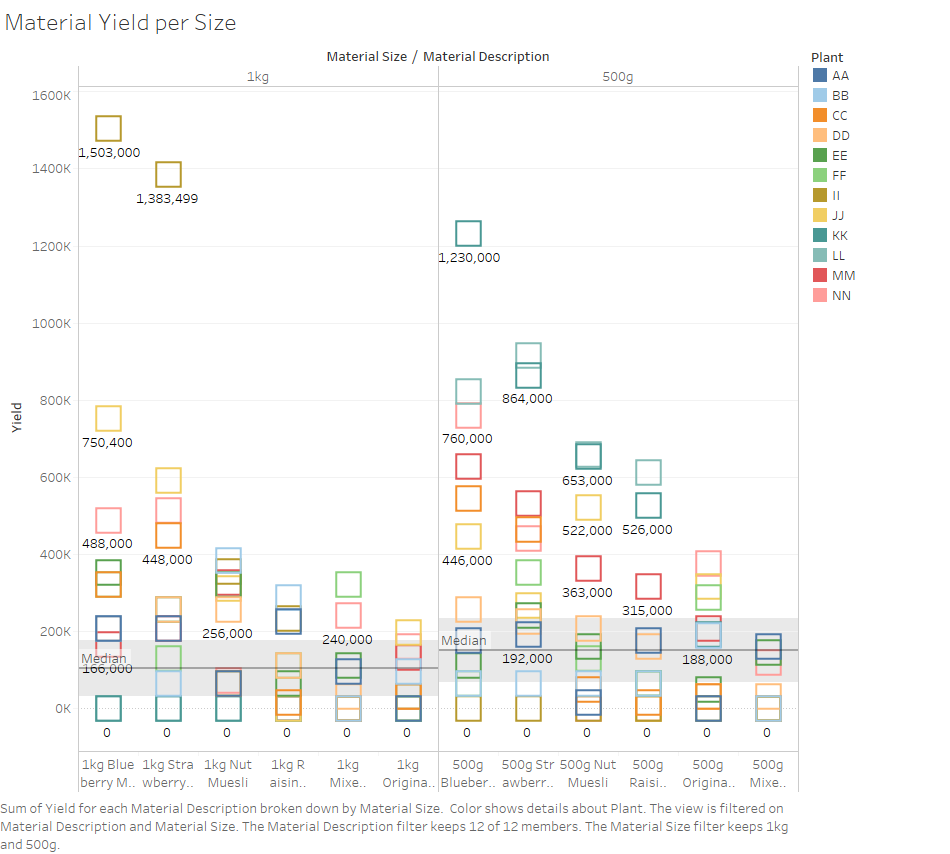 Material Yield per Size
Material Size / Material Description
1kg
500g
Plant
AA
BB
CC
DD
EE
FF
II
JJ
KK
LL
MM
NN
Yield
1600K
1400K
1200K
1000K
800K
600K
400K
200K
0K
1,503,000
1,383,499
1,230,000
864,000
750,400
760,000
653,000
522,000
526,000
488,000
448,000
446,000
363,000
315,000
256,000
240,000
Median
166,000
Median
192,000
188,000
0 0 0 0 0 0 0 0 0 0 0 0
1kg Blue 1kg Stra 1kg Nut 1kg R 1kg 1kg 500g 500g Str 500g Nut 500g 500g 500g
berry M.. wberry.. Muesli aisin.. Mixe.. Origina.. Blueber.. awberr.. Muesli Raisi.. Origina.. Mixe..
Sum of Yield for each Material Description broken down by Material Size. Color shows details about Plant. The view is filtered on
Material Description and Material Size. The Material Description filter keeps 12 of 12 members. The Material Size filter keeps 1kg
and 500g.